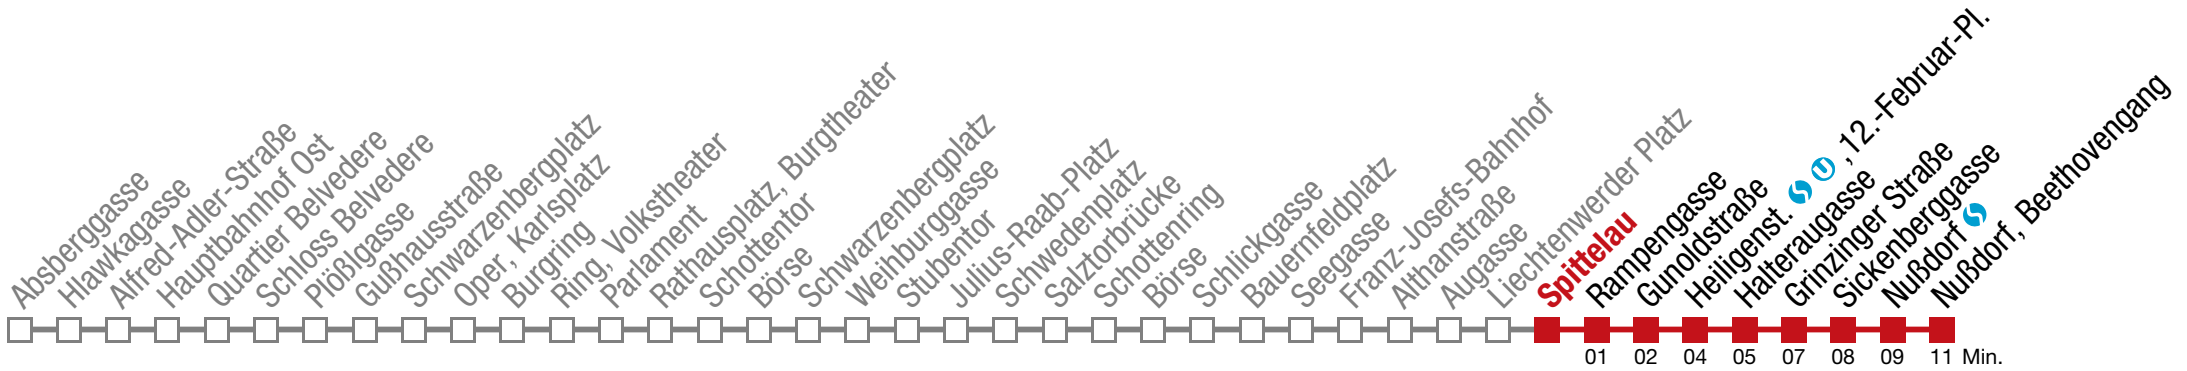 Absberggasse
Hlawkagasse
Alfred-Adler-Straße
Hauptbahnhof Ost
Quartier Belvedere
Schloss Belvedere
Plößlgasse
Gußhausstraße
Schwarzenbergplatz
Oper, Karlsplatz
Burgring
Ring, Volkstheater
Parlament
Rathausplatz, Burgtheater
Schottentor
Börse
Schwarzenbergplatz
Weihburggasse
Stubentor
Julius-Raab-Platz
Schwedenplatz
Salztorbrücke
Schottenring
Börse
Schlickgasse
Bauernfeldplatz
Seegasse
Franz-Josefs-Bahnhof
Althanstraße
Augasse
Liechtenwerder Platz
Spittelau
Rampengasse
Gunoldstraße
Heiligenst. S U , 12.-Februar-Pl.
Halteraugasse
Grinzinger Straße
Sickenberggasse
Nußdorf S
Nußdorf, Beethovengang
01 02 04 05 07 08 09 11 Min.